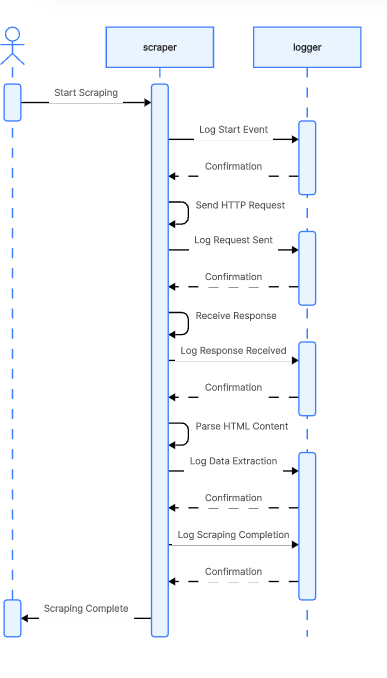 scraper
logger
Start Scraping
Log Start Event
Confirmation
Send HTTP Request
Log Request Sent
Confirmation
Receive Response
Log Response Received
Confirmation
Parse HTML Content
Log Data Extraction
Confirmation
Log Scraping Completion
Confirmation
Scraping Complete